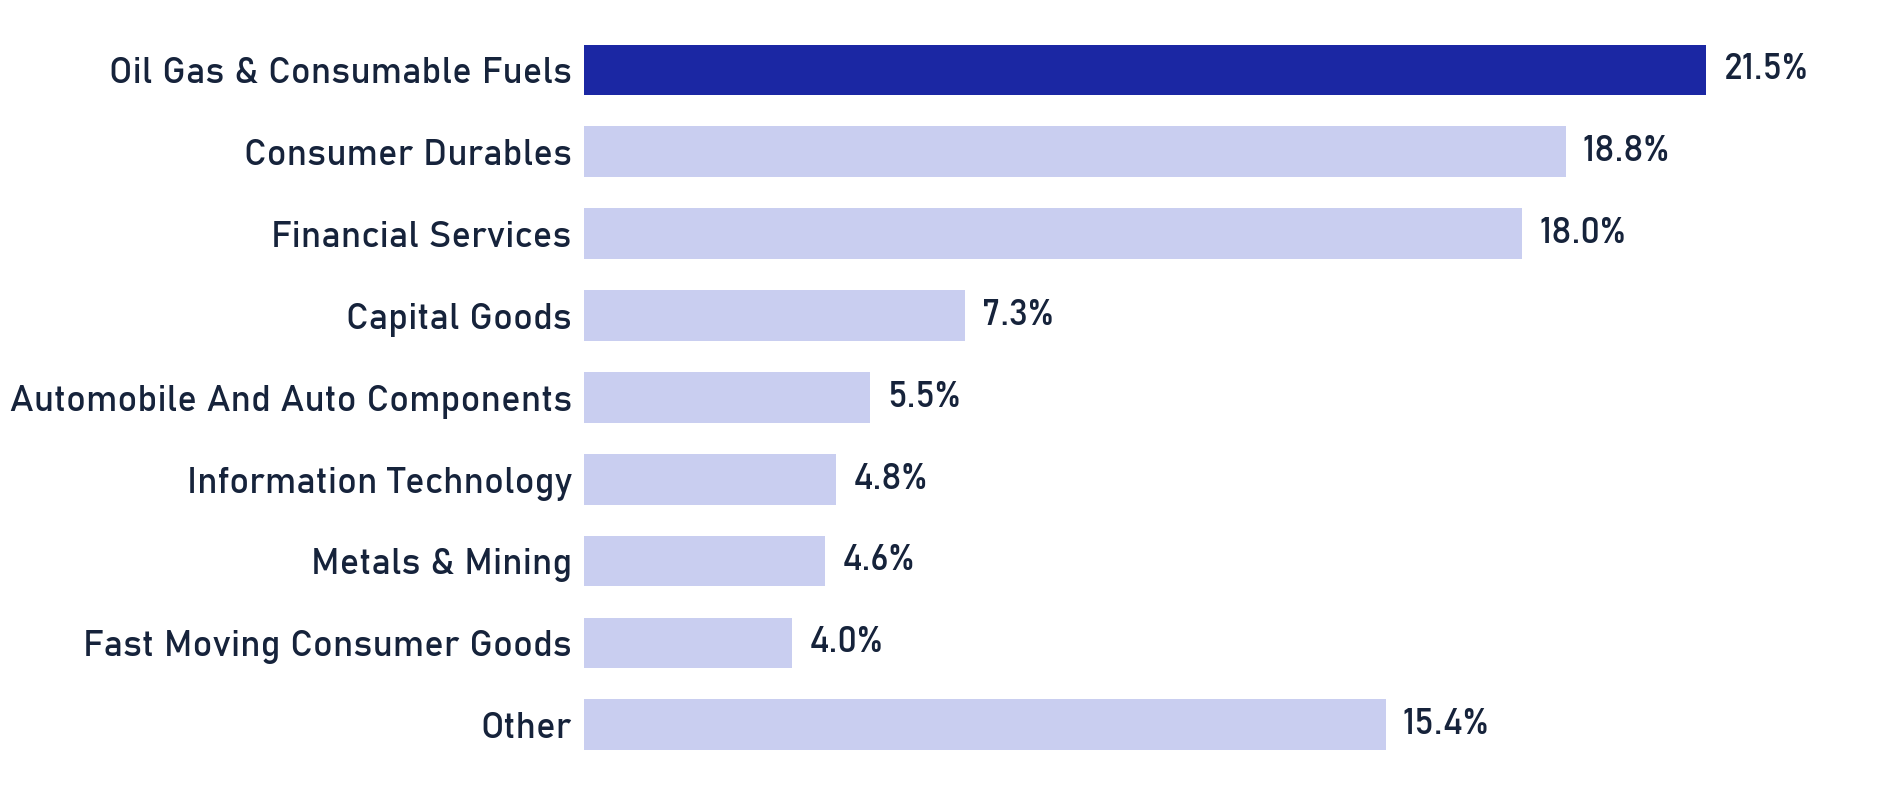 Oil Gas & Consumable Fuels 21.5%
Consumer Durables 18.8%
Financial Services 18.0%
Capital Goods 7.3%
Automobile And Auto Components 5.5%
Information Technology 4.8%
Metals & Mining 4.6%
Fast Moving Consumer Goods 4.0%
Other 15.4%